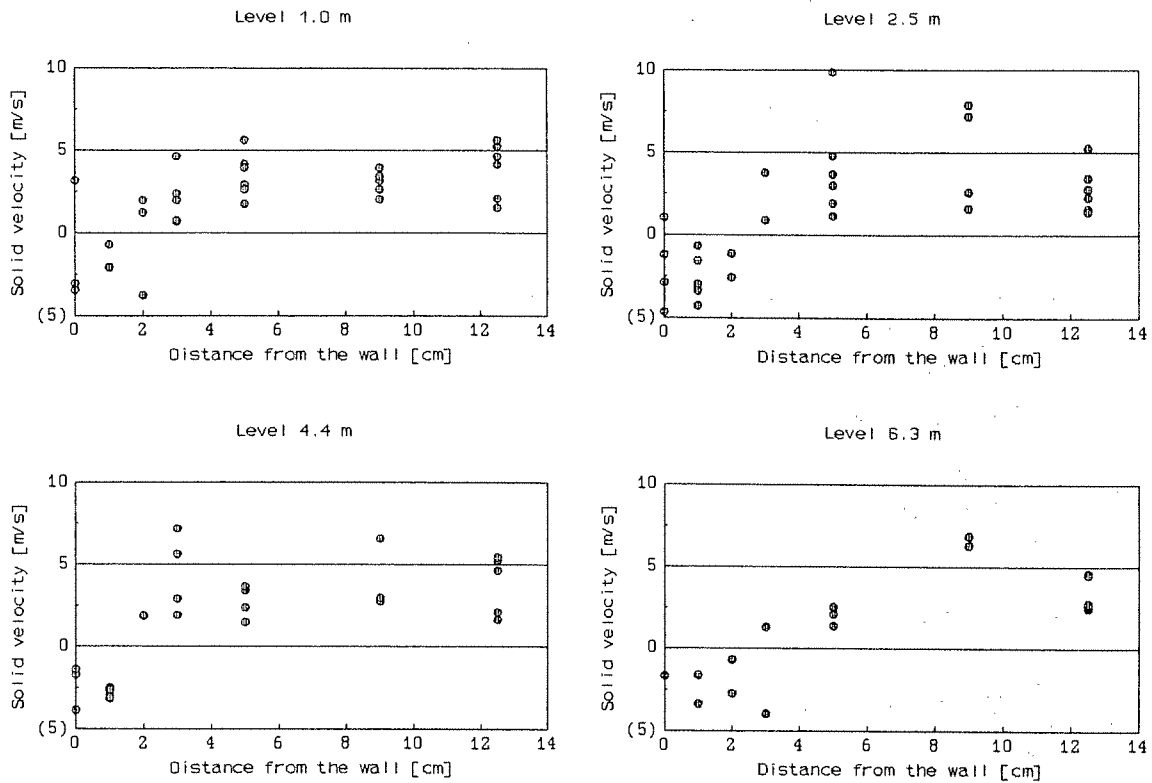 Level 1.0 m
Solid velocity [m/s]
10
5
0
(5)
0 2 4 6 8 10 12 14
Distance from the wall [cm]
Level 2.5 m
Solid velocity [m/s]
10
5
0
(5)
0 2 4 6 8 10 12 14
Distance from the wall [cm]
Level 4.4 m
Solid velocity [m/s]
10
5
0
(5)
0 2 4 6 8 10 12 14
Distance from the wall [cm]
Level 6.3 m
Solid velocity [m/s]
10
5
0
(5)
0 2 4 6 8 10 12 14
Distance from the wall [cm]